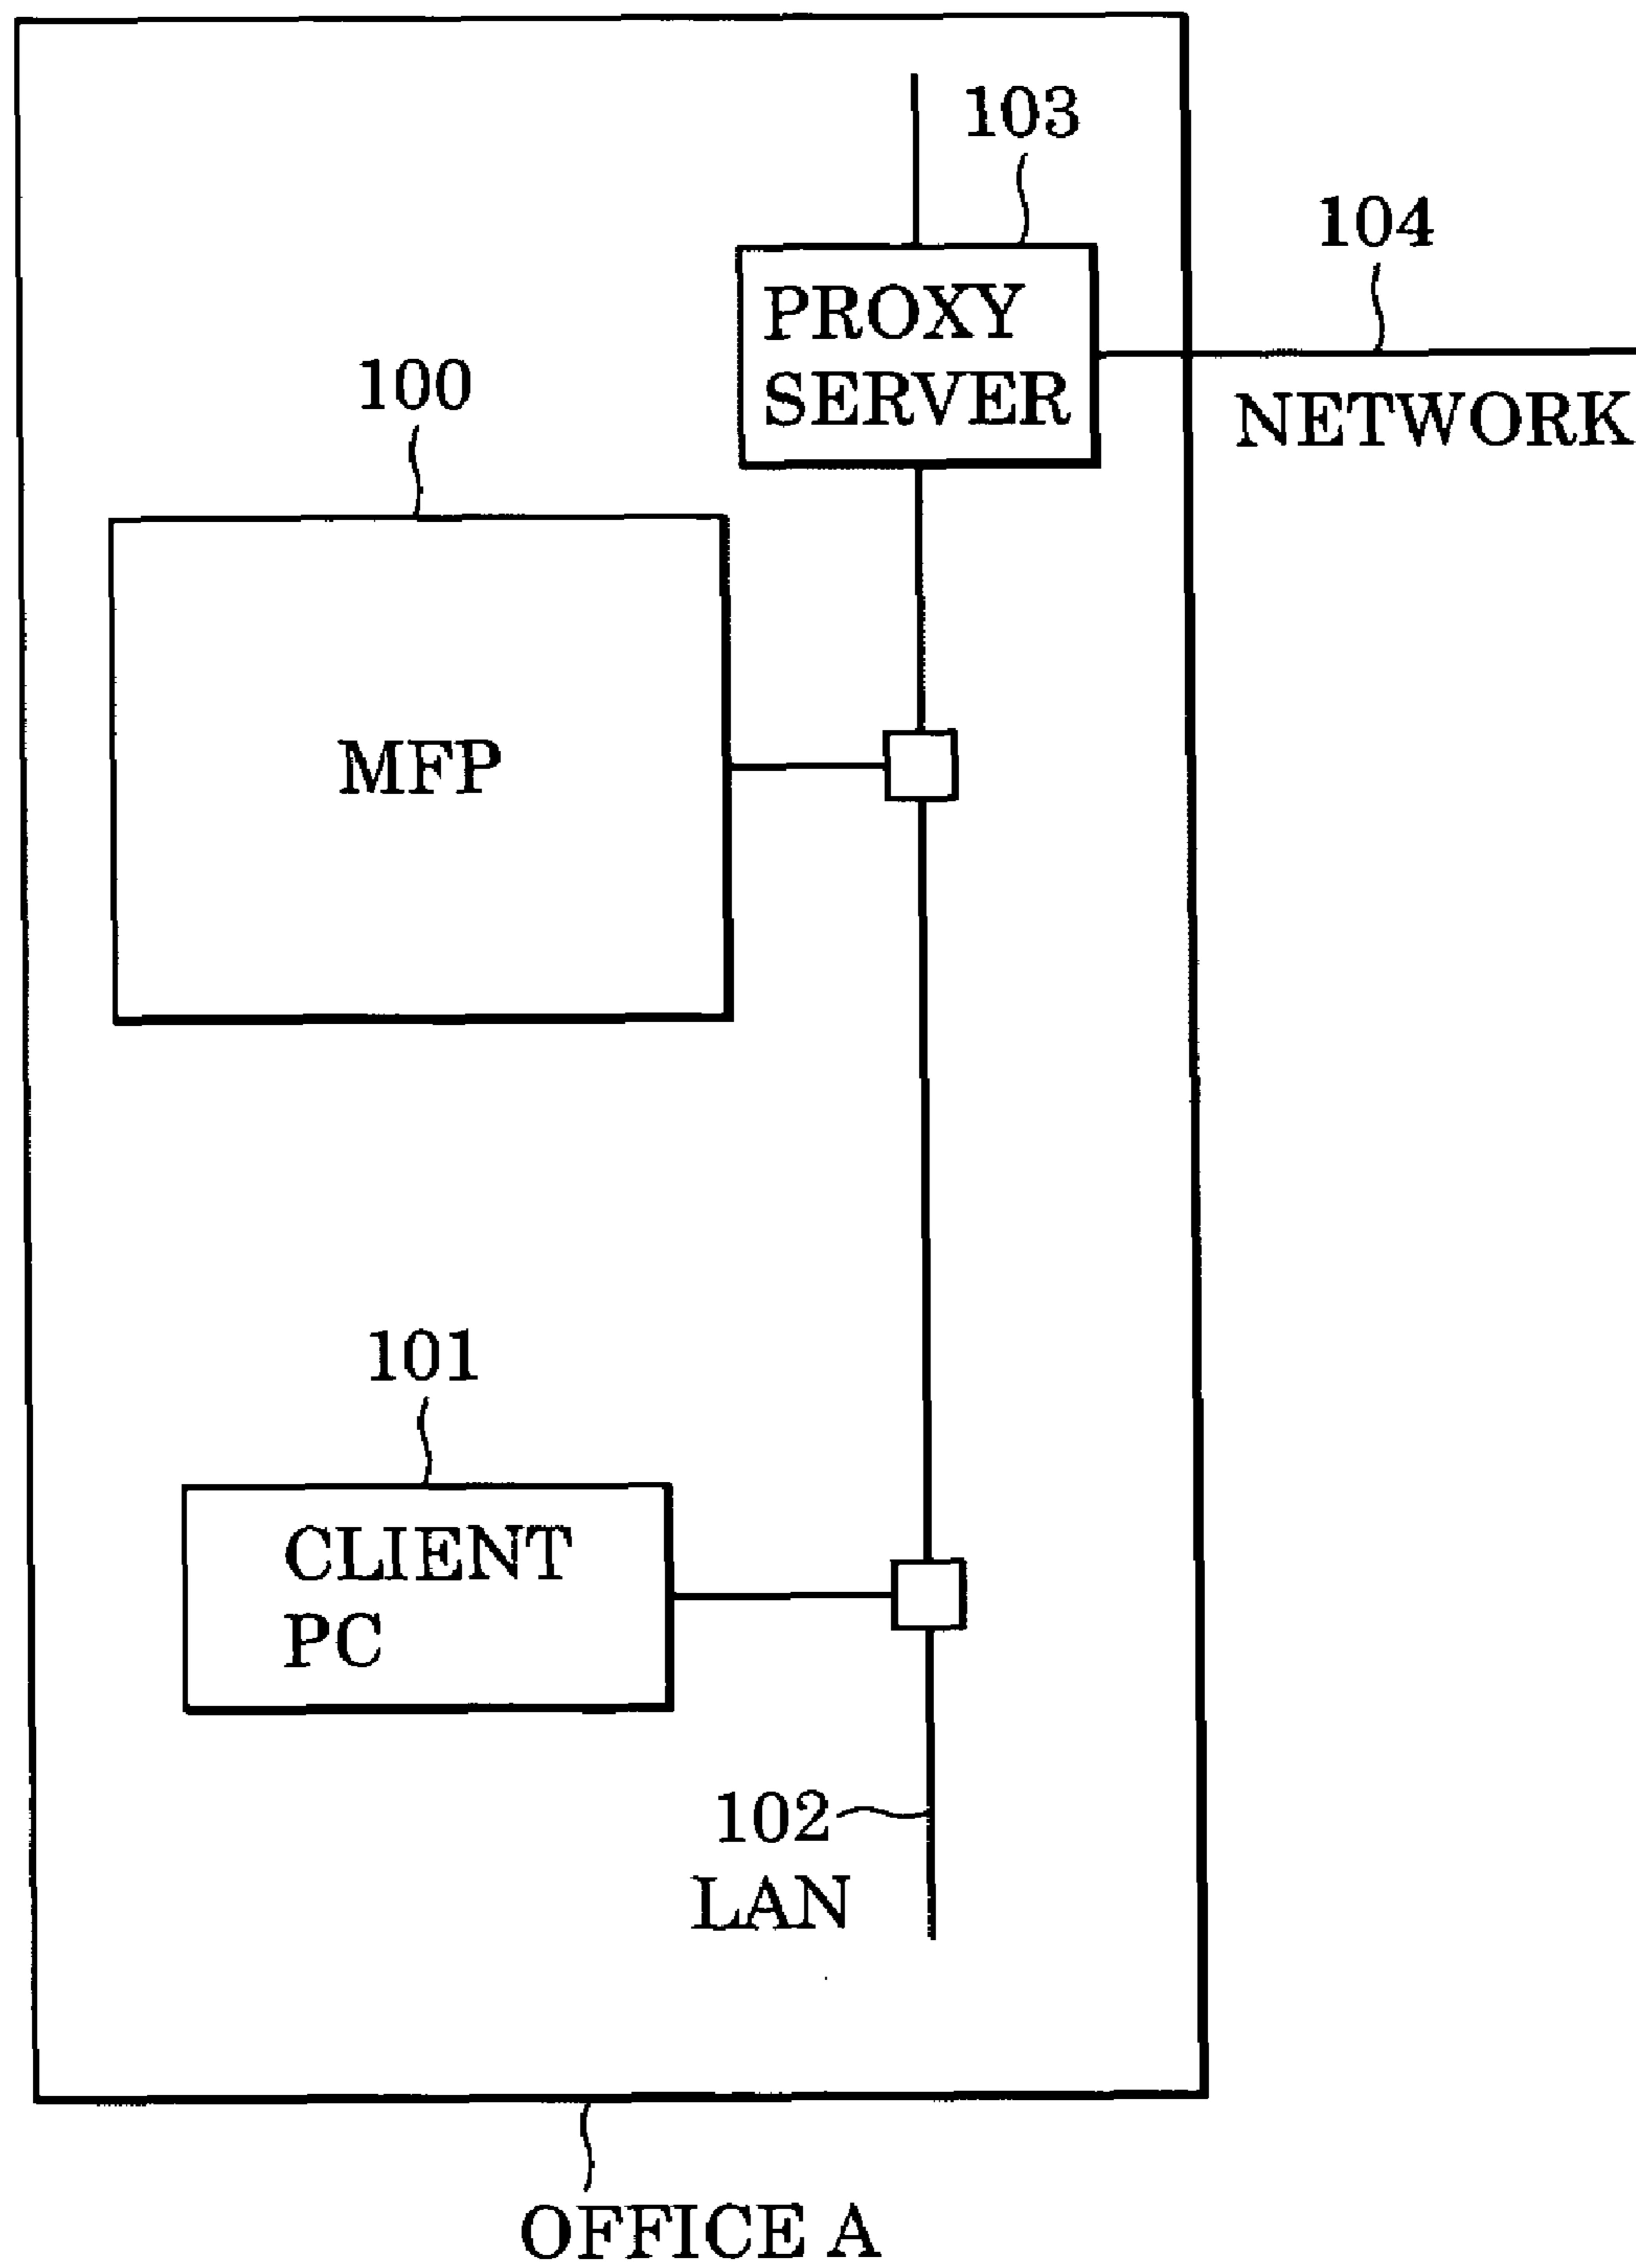 103
104
PROXY
SERVER
NETWORK
100
MFP
101
CLIENT
PC
102
LAN
OFFICE A